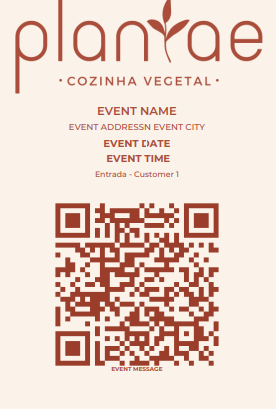 plantae
· COZINHA VEGETAL ·
EVENT NAME
EVENT ADDRESSN EVENT CITY
EVENT DATE
EVENT TIME
Entrada - Customer 1
EVENT MESSAGE